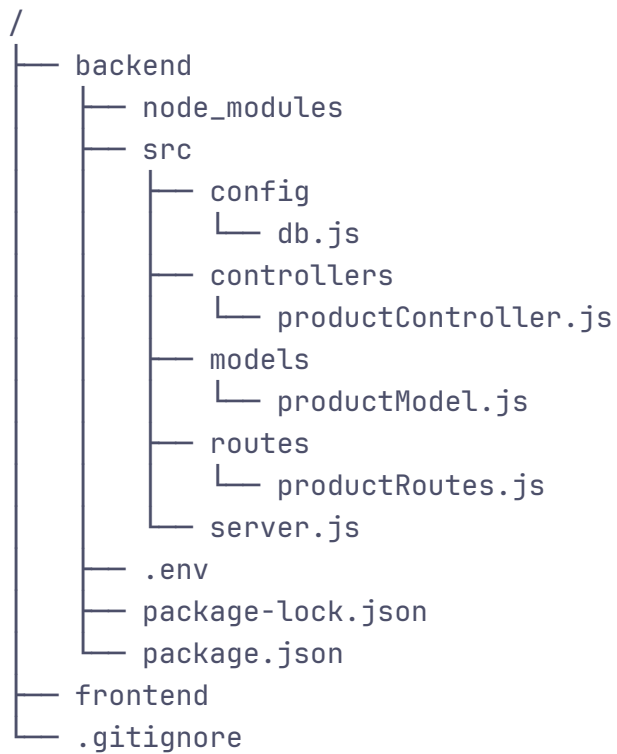 /
├── backend
│   ├── node_modules
│   ├── src
│   │   ├── config
│   │   │   └── db.js
│   │   ├── controllers
│   │   │   └── productController.js
│   │   ├── models
│   │   │   └── productModel.js
│   │   ├── routes
│   │   │   └── productRoutes.js
│   │   └── server.js
│   ├── .env
│   ├── package-lock.json
│   └── package.json
├── frontend
└── .gitignore